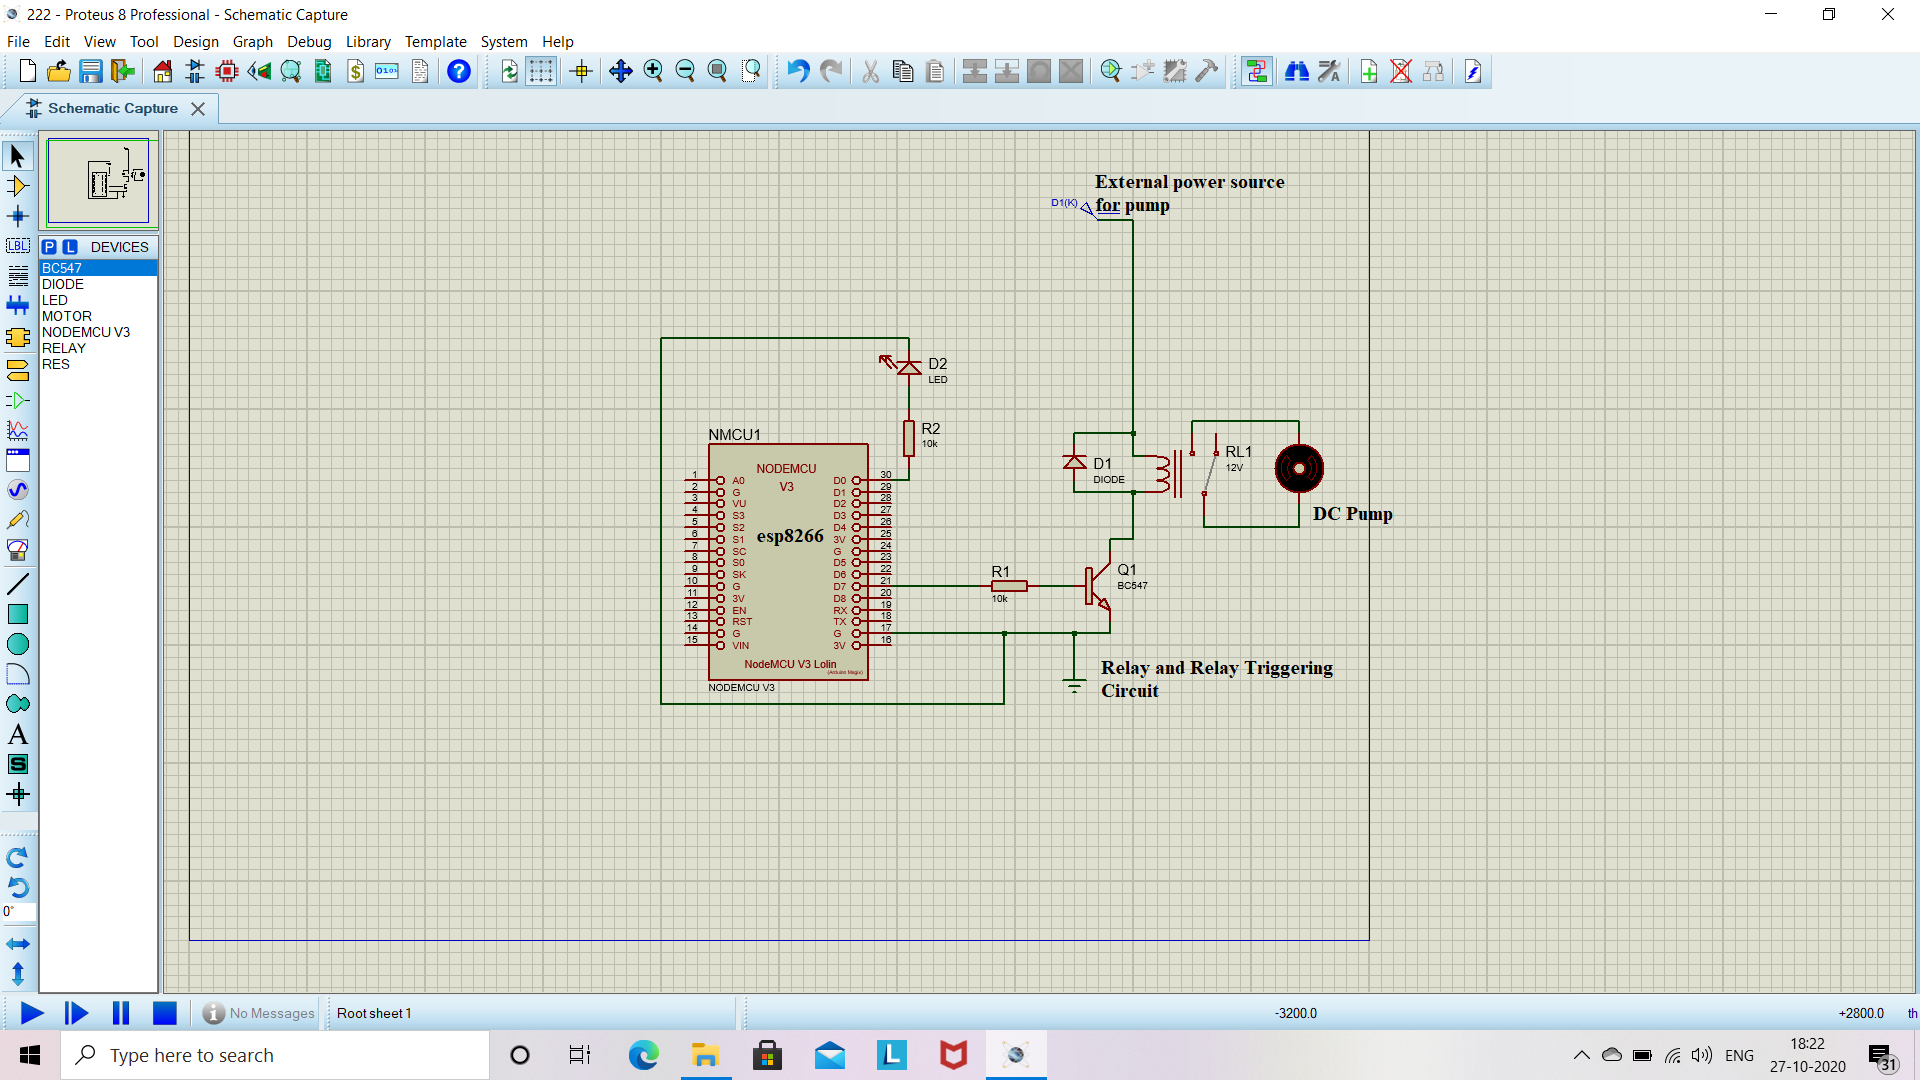 222 - Proteus 8 Professional - Schematic Capture
File Edit View Tool Design Graph Debug Library Template System Help
Schematic Capture
P L DEVICES
BC547
DIODE
LED
MOTOR
NODEMCU V3
RELAY
RES
LBL
A
S
0°
External power source
for pump
D1(K)
D2
LED
R2
10k
NMCU1
NODEMCU
V3
esp8266
1 A0
2 G
3 VU
4 S3
5 S2
6 S1
7 SC
8 S0
9 SK
10 G
11 3V
12 EN
13 RST
14 G
15 VIN
D0 30
D1 29
D2 28
D3 27
D4 26
3V 25
G 24
D5 23
D6 22
D7 21
D8 20
RX 19
TX 18
G 17
3V 16
NodeMCU V3 Lolin
(Arduino Magix)
NODEMCU V3
D1
DIODE
RL1
12V
DC Pump
R1
10k
Q1
BC547
Relay and Relay Triggering
Circuit
No Messages
Root sheet 1
-3200.0
+2800.0
th
Type here to search
L
ENG
18:22
27-10-2020
31